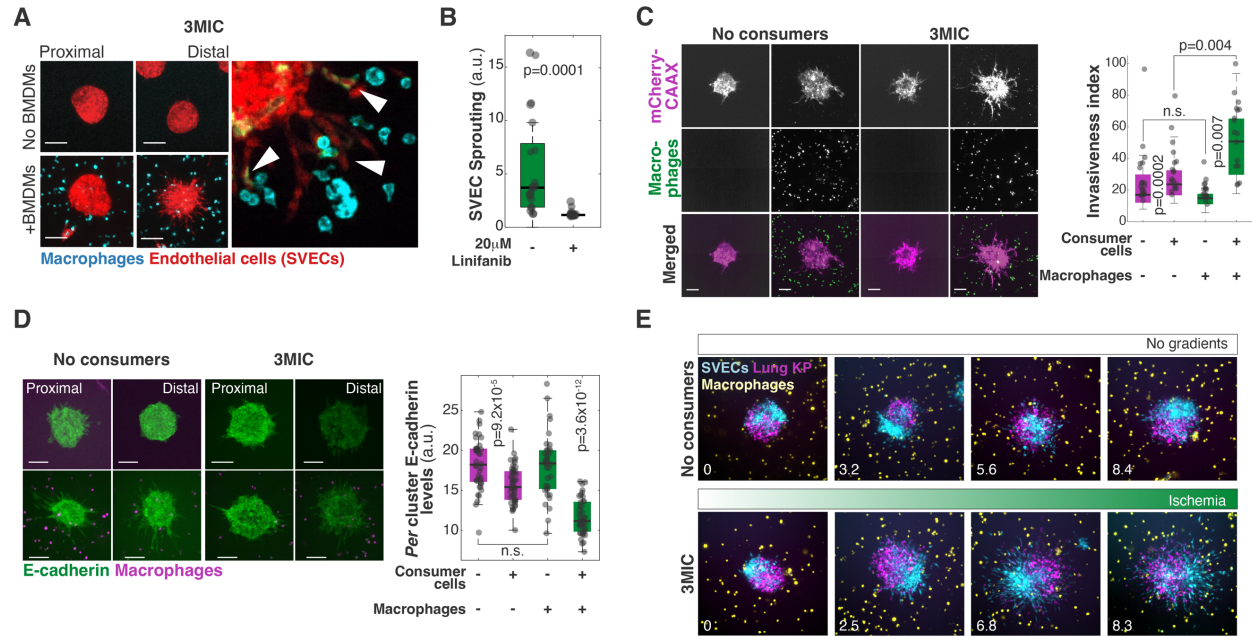 A
3MIC
Proximal
Distal
No BMDMs
+BMDMs
Macrophages Endothelial cells (SVECs)
B
SVEC Sprouting (a.u.)
15
10
5
0
p=0.0001
- +
20μM
Linifanib
C
No consumers
3MIC
mCherry-
CAAX
Macro-
phages
Merged
Invasiveness index
100
80
60
40
20
0
p=0.004
n.s.
p=0.0002
p=0.007
Consumer
cells
- + - +
Macrophages - - + +
D
No consumers
3MIC
Proximal
Distal
Proximal
Distal
E-cadherin Macrophages
Per cluster E-cadherin
levels (a.u.)
25
20
15
10
p=9.2x10⁻⁵
p=3.6x10⁻¹²
n.s.
Consumer
cells
- + - +
Macrophages - - + +
E
No gradients
No consumers
SVECs Lung KP
Macrophages
0
3.2
5.6
8.4
Ischemia
3MIC
0
2.5
6.8
8.3